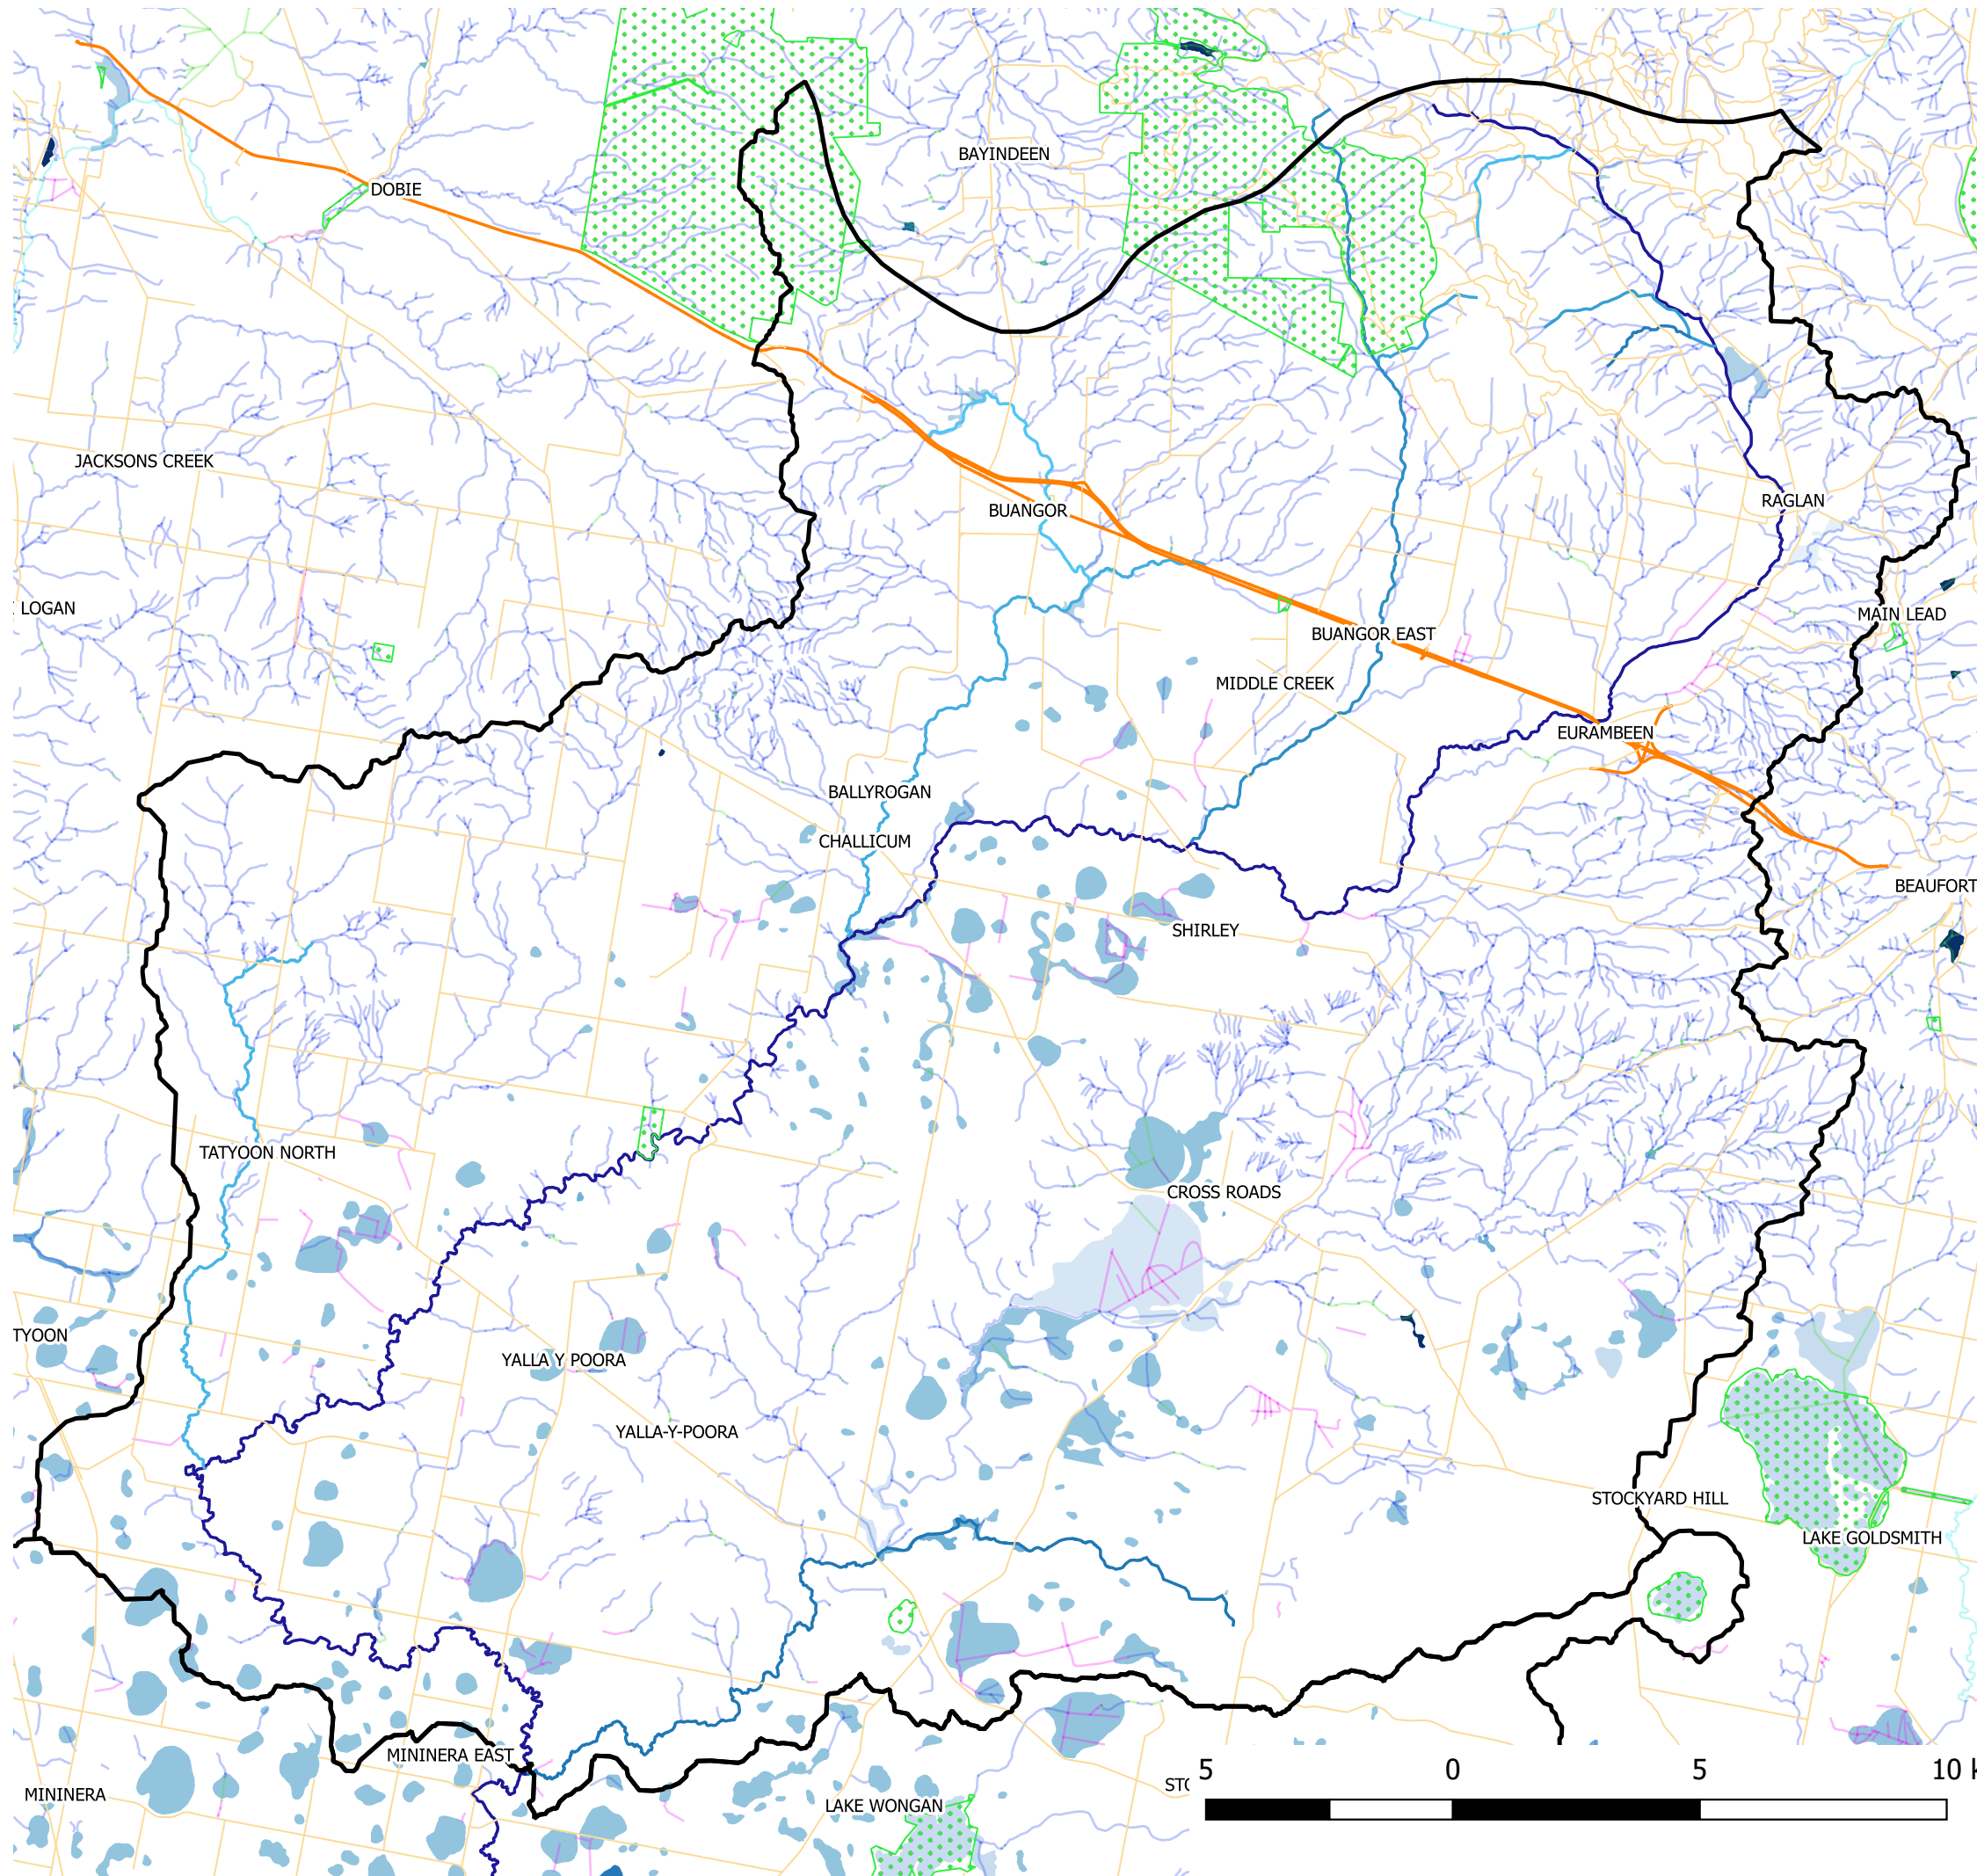 BAYINDEEN
DOBIE
JACKSONS CREEK
RAGLAN
BUANGOR
LOGAN
MAIN LEAD
BUANGOR EAST
MIDDLE CREEK
EURAMBEEN
BALLYROGAN
CHALLICUM
BEAUFORT
SHIRLEY
TATYOON NORTH
CROSS ROADS
TYOON
YALLA Y POORA
YALLA-Y-POORA
STOCKYARD HILL
LAKE GOLDSMITH
MININERA EAST
MININERA
LAKE WONGAN
5 0 5 10